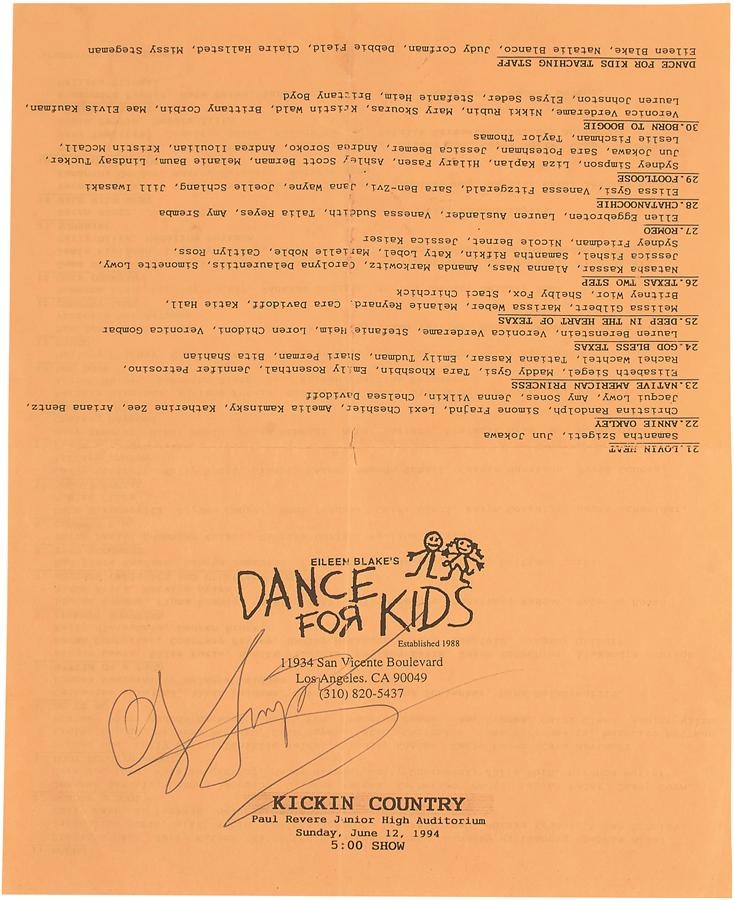 EILEEN BLAKE'S
DANCE
FOR KIDS
Established 1988
11934 San Vicente Boulevard
Los Angeles. CA 90049
(310) 820-5437
KICKIN COUNTRY
Paul Revere Junior High Auditorium
Sunday, June 12, 1994
5:00 SHOW
21.LOVIN HEAT
Samantha Szigeti, Jun Jokawa
22.ANNIE OAKLEY
Christina Randolph, Simone Frajnd, Lexi Cheshier, Amelia Kaminsky, Katherine Zee, Ariana Bentz,
Jacqui Lowy, Amy Sones, Jenna Vilkin, Chelsea Davidoff
23.NATIVE AMERICAN PRINCESS
Elisabeth Siegel, Maddy Gysi, Tara Khoshbin, Emily Rosenthal, Jennifer Petrosino,
Rachel Wachtel, Tatiana Kassar, Emily Tudman, Shari Perman, Bita Shahian
24.GOD BLESS TEXAS
Lauren Berenstein, Veronica Verderame, Stefanie Heim, Loren Chidoni, Veronica Gombar
25.DEEP IN THE HEART OF TEXAS
Melissa Gilbert, Marissa Weber, Melanie Reynard. Cara Davidoff, Katie Hall,
Britney Wior, Shelby Fox, Staci Chirchick
26.TEXAS TWO STEP
Natasha Kassar, Alanna Nass, Amanda Markowitz, Carolyna Delaurentiis, Simonette Lowy,
Jessica Fishel, Samantha Rifkin, Katy Lobel, Marielle Noble, Caitlyn Ross,
Sydney Friedman, Nicole Bernet, Jessica Kaiser
27.ROMEO
Ellen Eggebroten, Lauren Auslander, Vanessa Suddith, Talia Reyes, Amy Sremba
28.CHATANOOCHIE
Elissa Gysi, Vanessa Fitzgerald, Sara Ben-Zvi, Jana Wayne, Joelle Schlang, Jill Iwasaki
29.FOOTLOOSE
Sydney Simpson, Liza Kaplan, Hilary Fasen, Ashley Scott Berman, Melanie Baum, Lindsay Tucker,
Jun Jokawa, Sara Poteshman, Jessica Beemer, Andrea Soroko, Andrea Iloulian, Kristin McCall,
Leslie Fischman, Taylor Thomas
30.BORN TO BOOGIE
Veronica Verderame, Nikki Rubin, Mary Skouras, Kristin Wald, Brittany Corbin, Mae Elvis Kaufman,
Lauren Johnston, Elyse Seder, Stefanie Heim, Brittany Boyd
DANCE FOR KIDS TEACHING STAFF
Eileen Blake, Natalie Blanco, Judy Corfman, Debbie Field, Claire Hallsted, Missy Stegeman